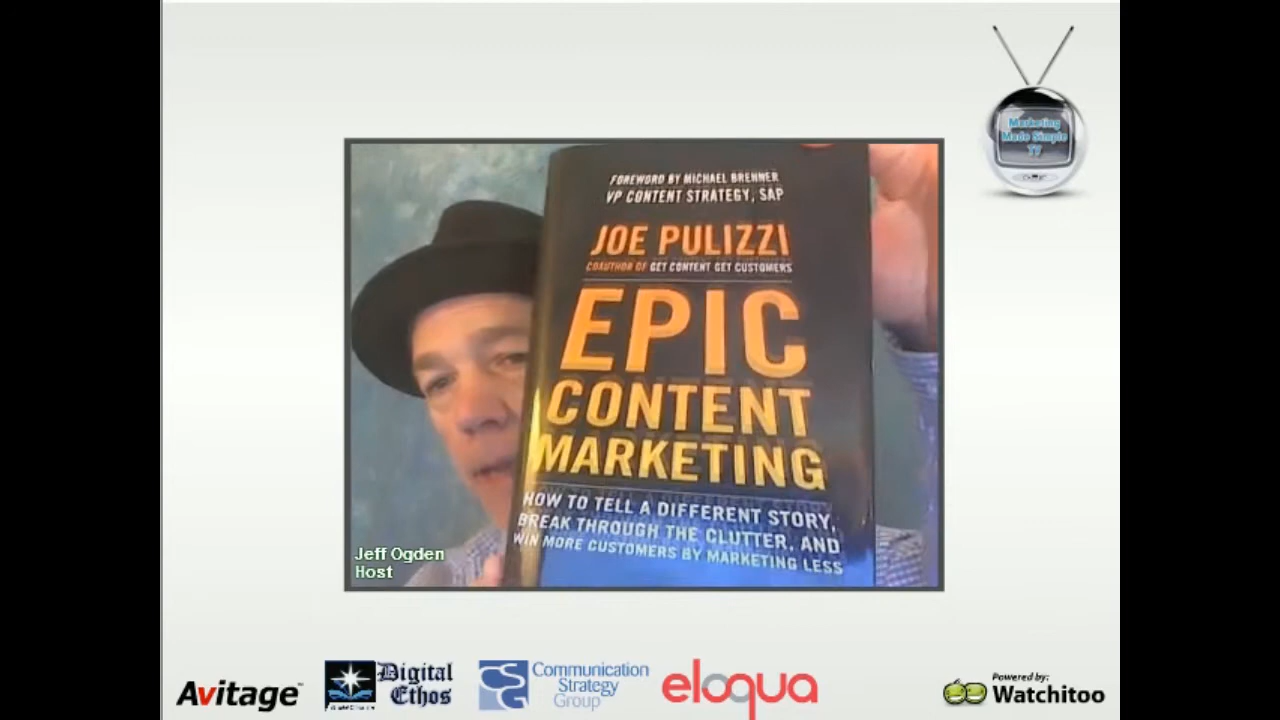 Marketing
Made Simple
TV
FOREWORD BY MICHAEL BRENNER
VP CONTENT STRATEGY, SAP
JOE PULIZZI
COAUTHOR OF GET CONTENT GET CUSTOMERS
EPIC
CONTENT
MARKETING
HOW TO TELL A DIFFERENT STORY,
BREAK THROUGH THE CLUTTER, AND
WIN MORE CUSTOMERS BY MARKETING LESS
Jeff Ogden
Host
Avitage
Digital
Ethos
CSG
Communication
Strategy
Group
eloqua
Powered by:
Watchitoo